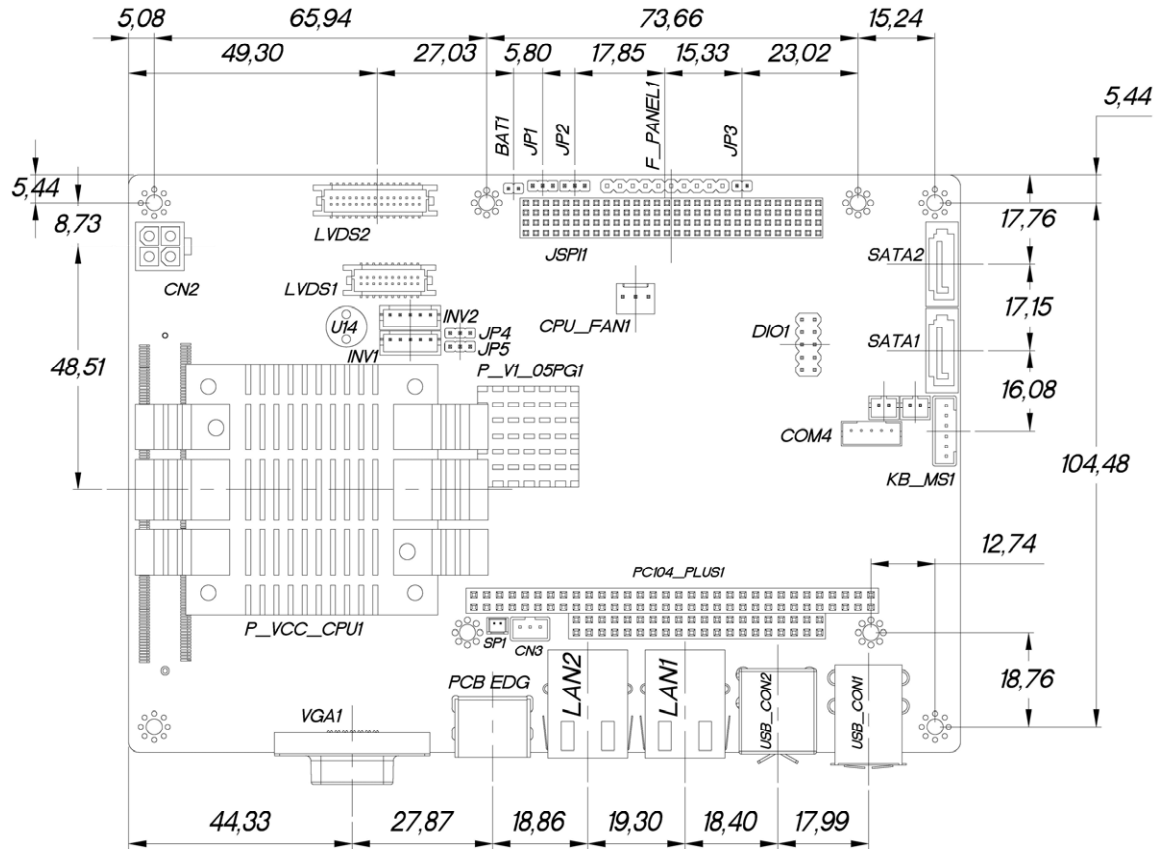 5,08 65,94 73,66 15,24
49,30 27,03 5,80 17,85 15,33 23,02
5,44
BAT1
JP1
JP2
F_PANEL1
JP3
5,44
8,73
17,76
LVDS2
JSPI1
SATA2
CN2
LVDS1
INV2
U14
CPU_FAN1
17,15
JP4
DIO1
SATA1
INV1
JP5
48,51
P_V1_05PG1
16,08
COM4
104,48
KB_MS1
12,74
PC104_PLUS1
P_VCC_CPU1
SP1
CN3
LAN2
LAN1
PCB EDG
18,76
VGA1
USB_CON2
USB_CON1
44,33 27,87 18,86 19,30 18,40 17,99